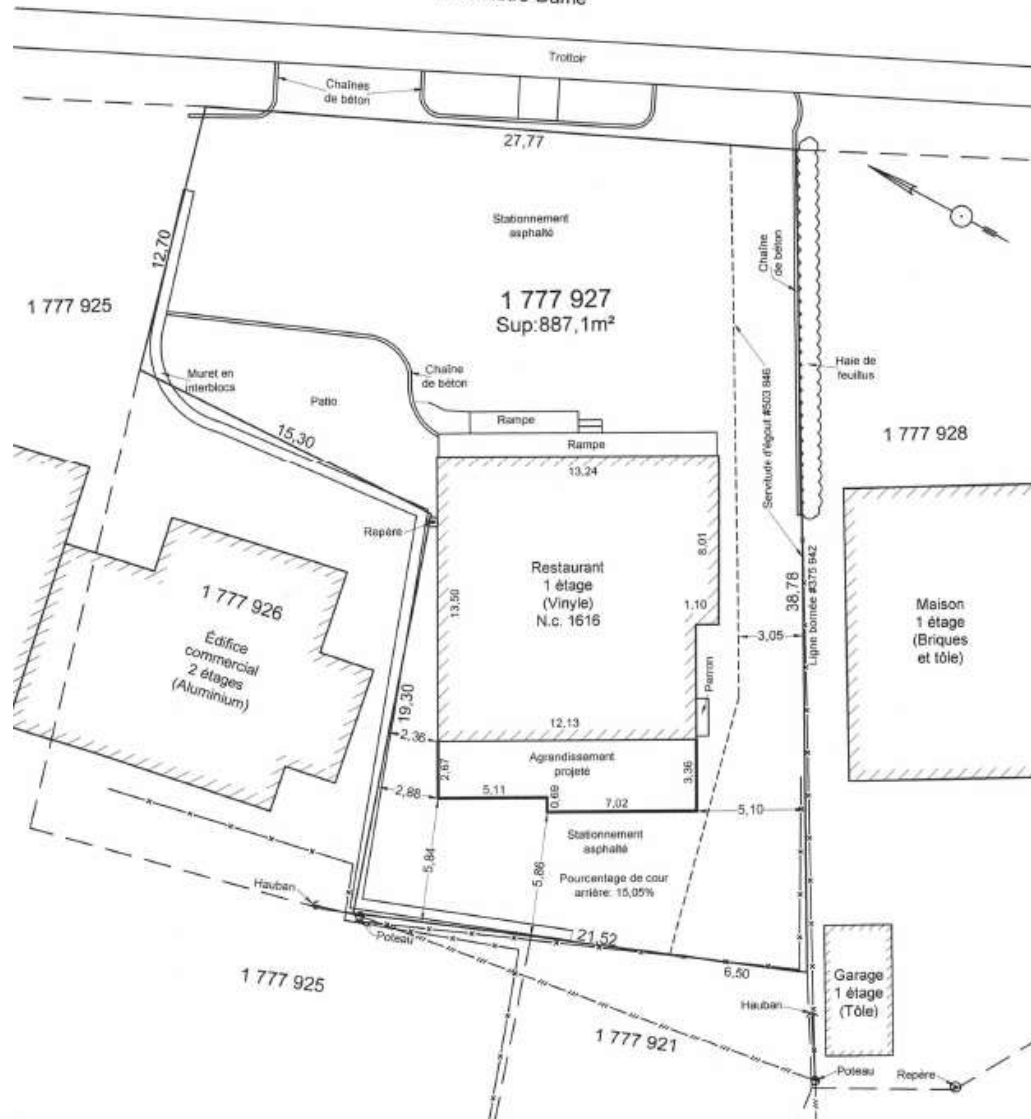 Trottoir
Chaînes
de béton
27,77
Stationnement
asphalté
12,70
Chaîne
de béton
1 777 925
1 777 927
Sup:887,1m²
Servitude d'égout #503 846
Haie de
feuillus
Muret en
interblocs
Chaîne
de béton
Patio
15,30
Rampe
Rampe
1 777 928
13,24
Repère
8,01
Restaurant
1 étage
(Vinyle)
N.c. 1616
13,50
1,10
38,78
Ligne bornée #375 842
3,05
Maison
1 étage
(Briques
et tôle)
1 777 926
Édifice
commercial
2 étages
(Aluminium)
Perron
19,30
12,13
2,36
Agrandissement
projeté
2,67
3,36
5,11
0,69
7,02
2,88
5,10
Stationnement
asphalté
5,84
5,86
Pourcentage de cour
arrière: 15,05%
Hauban
Poteau
21,52
6,50
1 777 925
Garage
1 étage
(Tôle)
Hauban
1 777 921
Poteau
Repère